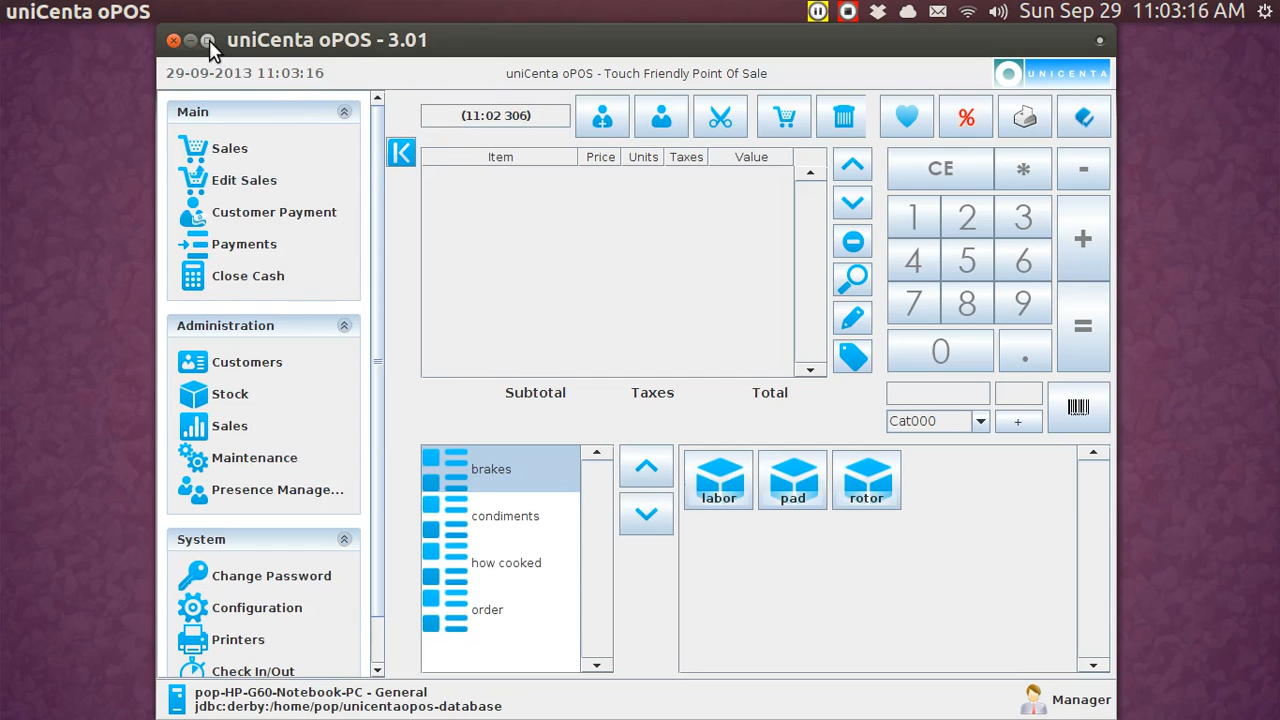 uniCenta oPOS
Sun Sep 29 11:03:16 AM
uniCenta oPOS - 3.01
29-09-2013 11:03:16
uniCenta oPOS - Touch Friendly Point Of Sale
UNICENTA
Main
Sales
Edit Sales
Customer Payment
Payments
Close Cash
Administration
Customers
Stock
Sales
Maintenance
Presence Manage...
System
Change Password
Configuration
Printers
Check In/Out
(11:02 306)
%
Item Price Units Taxes Value
Subtotal Taxes Total
CE * -
1 2 3 +
4 5 6
7 8 9 =
0 .
Cat000 +
brakes
condiments
how cooked
order
labor pad rotor
pop-HP-G60-Notebook-PC - General
jdbc:derby:/home/pop/unicentaopos-database
Manager